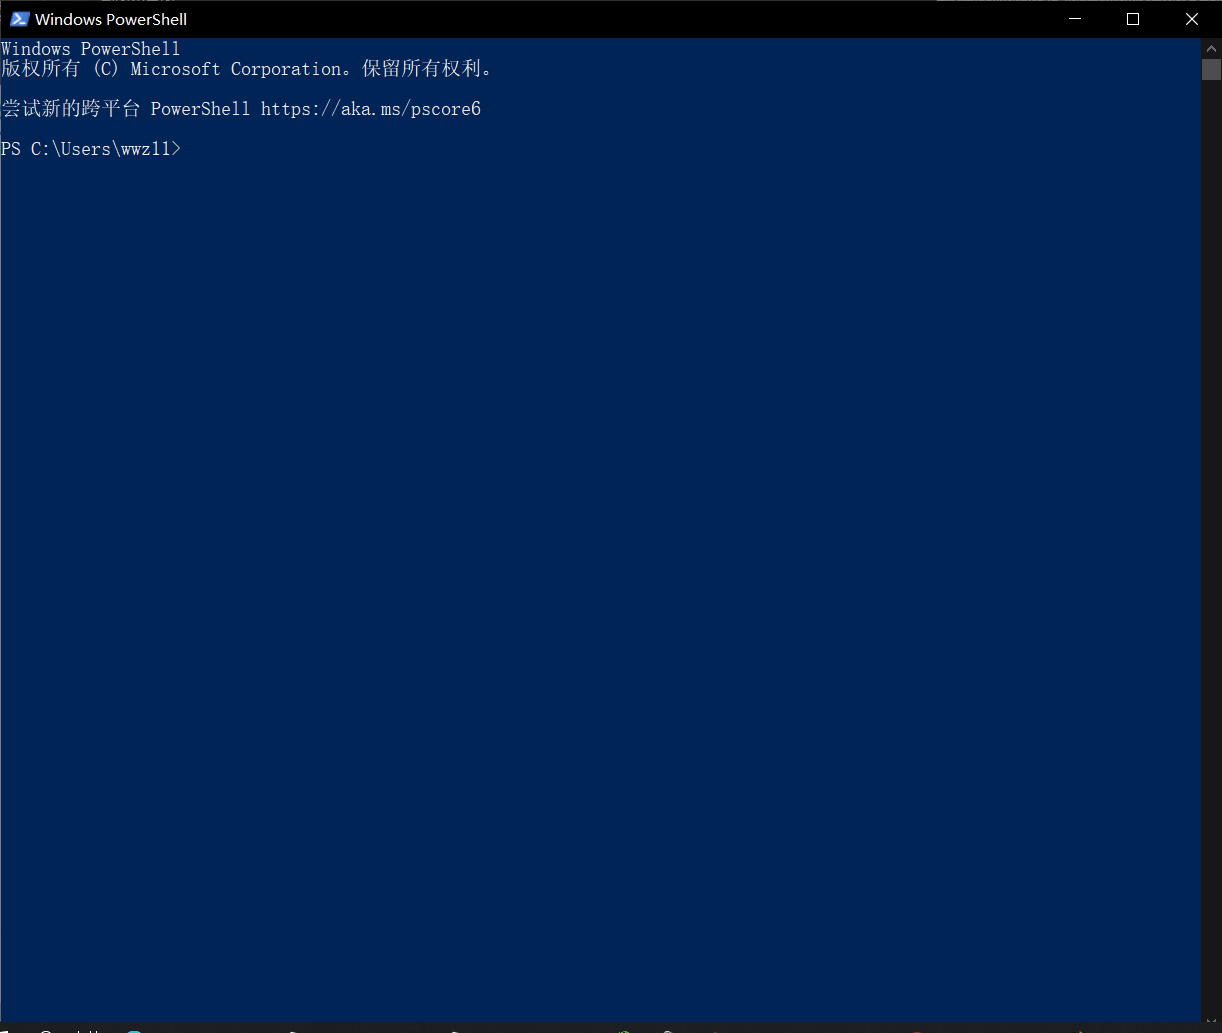 Windows PowerShell
Windows PowerShell
版权所有 (C) Microsoft Corporation。保留所有权利。
尝试新的跨平台 PowerShell https://aka.ms/pscore6
PS C:\Users\wwzll>